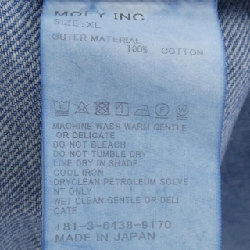 MOLY INC
SIZE:XL
OUTER MATERIAL
100% COTTON
MACHINE WASH WARM GENTLE
OR DELICATE
DO NOT BLEACH
DO NOT TUMBLE DRY
LINE DRY IN SHADE
COOL IRON
DRYCLEAN PETROLEUM SOLVE
NT ONLY
WET CLEAN GENTLE OR DELI
CATE
181-3-6438-9170
MADE IN JAPAN